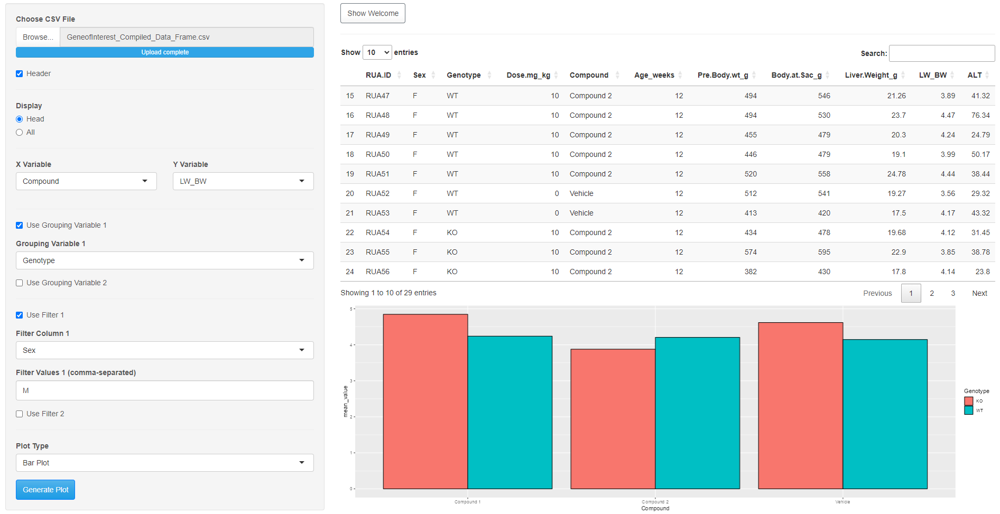 Choose CSV File
Browse... GeneofInterest_Compiled_Data_Frame.csv
Upload complete
Header
Display
Head
All
X Variable Y Variable
Compound LW_BW
Use Grouping Variable 1
Grouping Variable 1
Genotype
Use Grouping Variable 2
Use Filter 1
Filter Column 1
Sex
Filter Values 1 (comma-separated)
M
Use Filter 2
Plot Type
Bar Plot
Generate Plot
Show Welcome
Show 10 entries Search:
RUA.ID Sex Genotype Dose.mg_kg Compound Age_weeks Pre.Body.wt_g Body.at.Sac_g Liver.Weight_g LW_BW ALT
15 RUA47 F WT 10 Compound 2 12 494 546 21.26 3.89 41.32
16 RUA48 F WT 10 Compound 2 12 494 530 23.7 4.47 76.34
17 RUA49 F WT 10 Compound 2 12 455 479 20.3 4.24 24.79
18 RUA50 F WT 10 Compound 2 12 446 479 19.1 3.99 50.17
19 RUA51 F WT 10 Compound 2 12 520 558 24.78 4.44 38.44
20 RUA52 F WT 0 Vehicle 12 512 541 19.27 3.56 29.32
21 RUA53 F WT 0 Vehicle 12 413 420 17.5 4.17 43.32
22 RUA54 F KO 10 Compound 2 12 434 478 19.68 4.12 31.45
23 RUA55 F KO 10 Compound 2 12 574 595 22.9 3.85 38.78
24 RUA56 F KO 10 Compound 2 12 382 430 17.8 4.14 23.8
Showing 1 to 10 of 29 entries Previous 1 2 3 Next
5
4
3
2
1
0
mean_value
Compound 1 Compound 2 Vehicle
Compound
Genotype
KO
WT